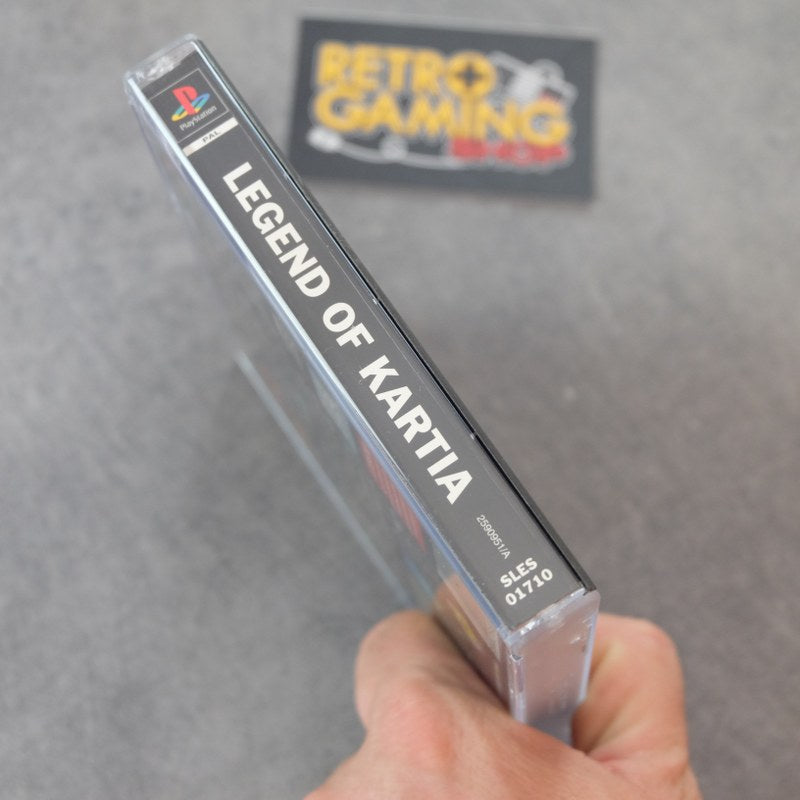 RETRO
GAMING
SHOP
PlayStation
PAL
LEGEND OF KARTIA
2590951/A
SLES
01710